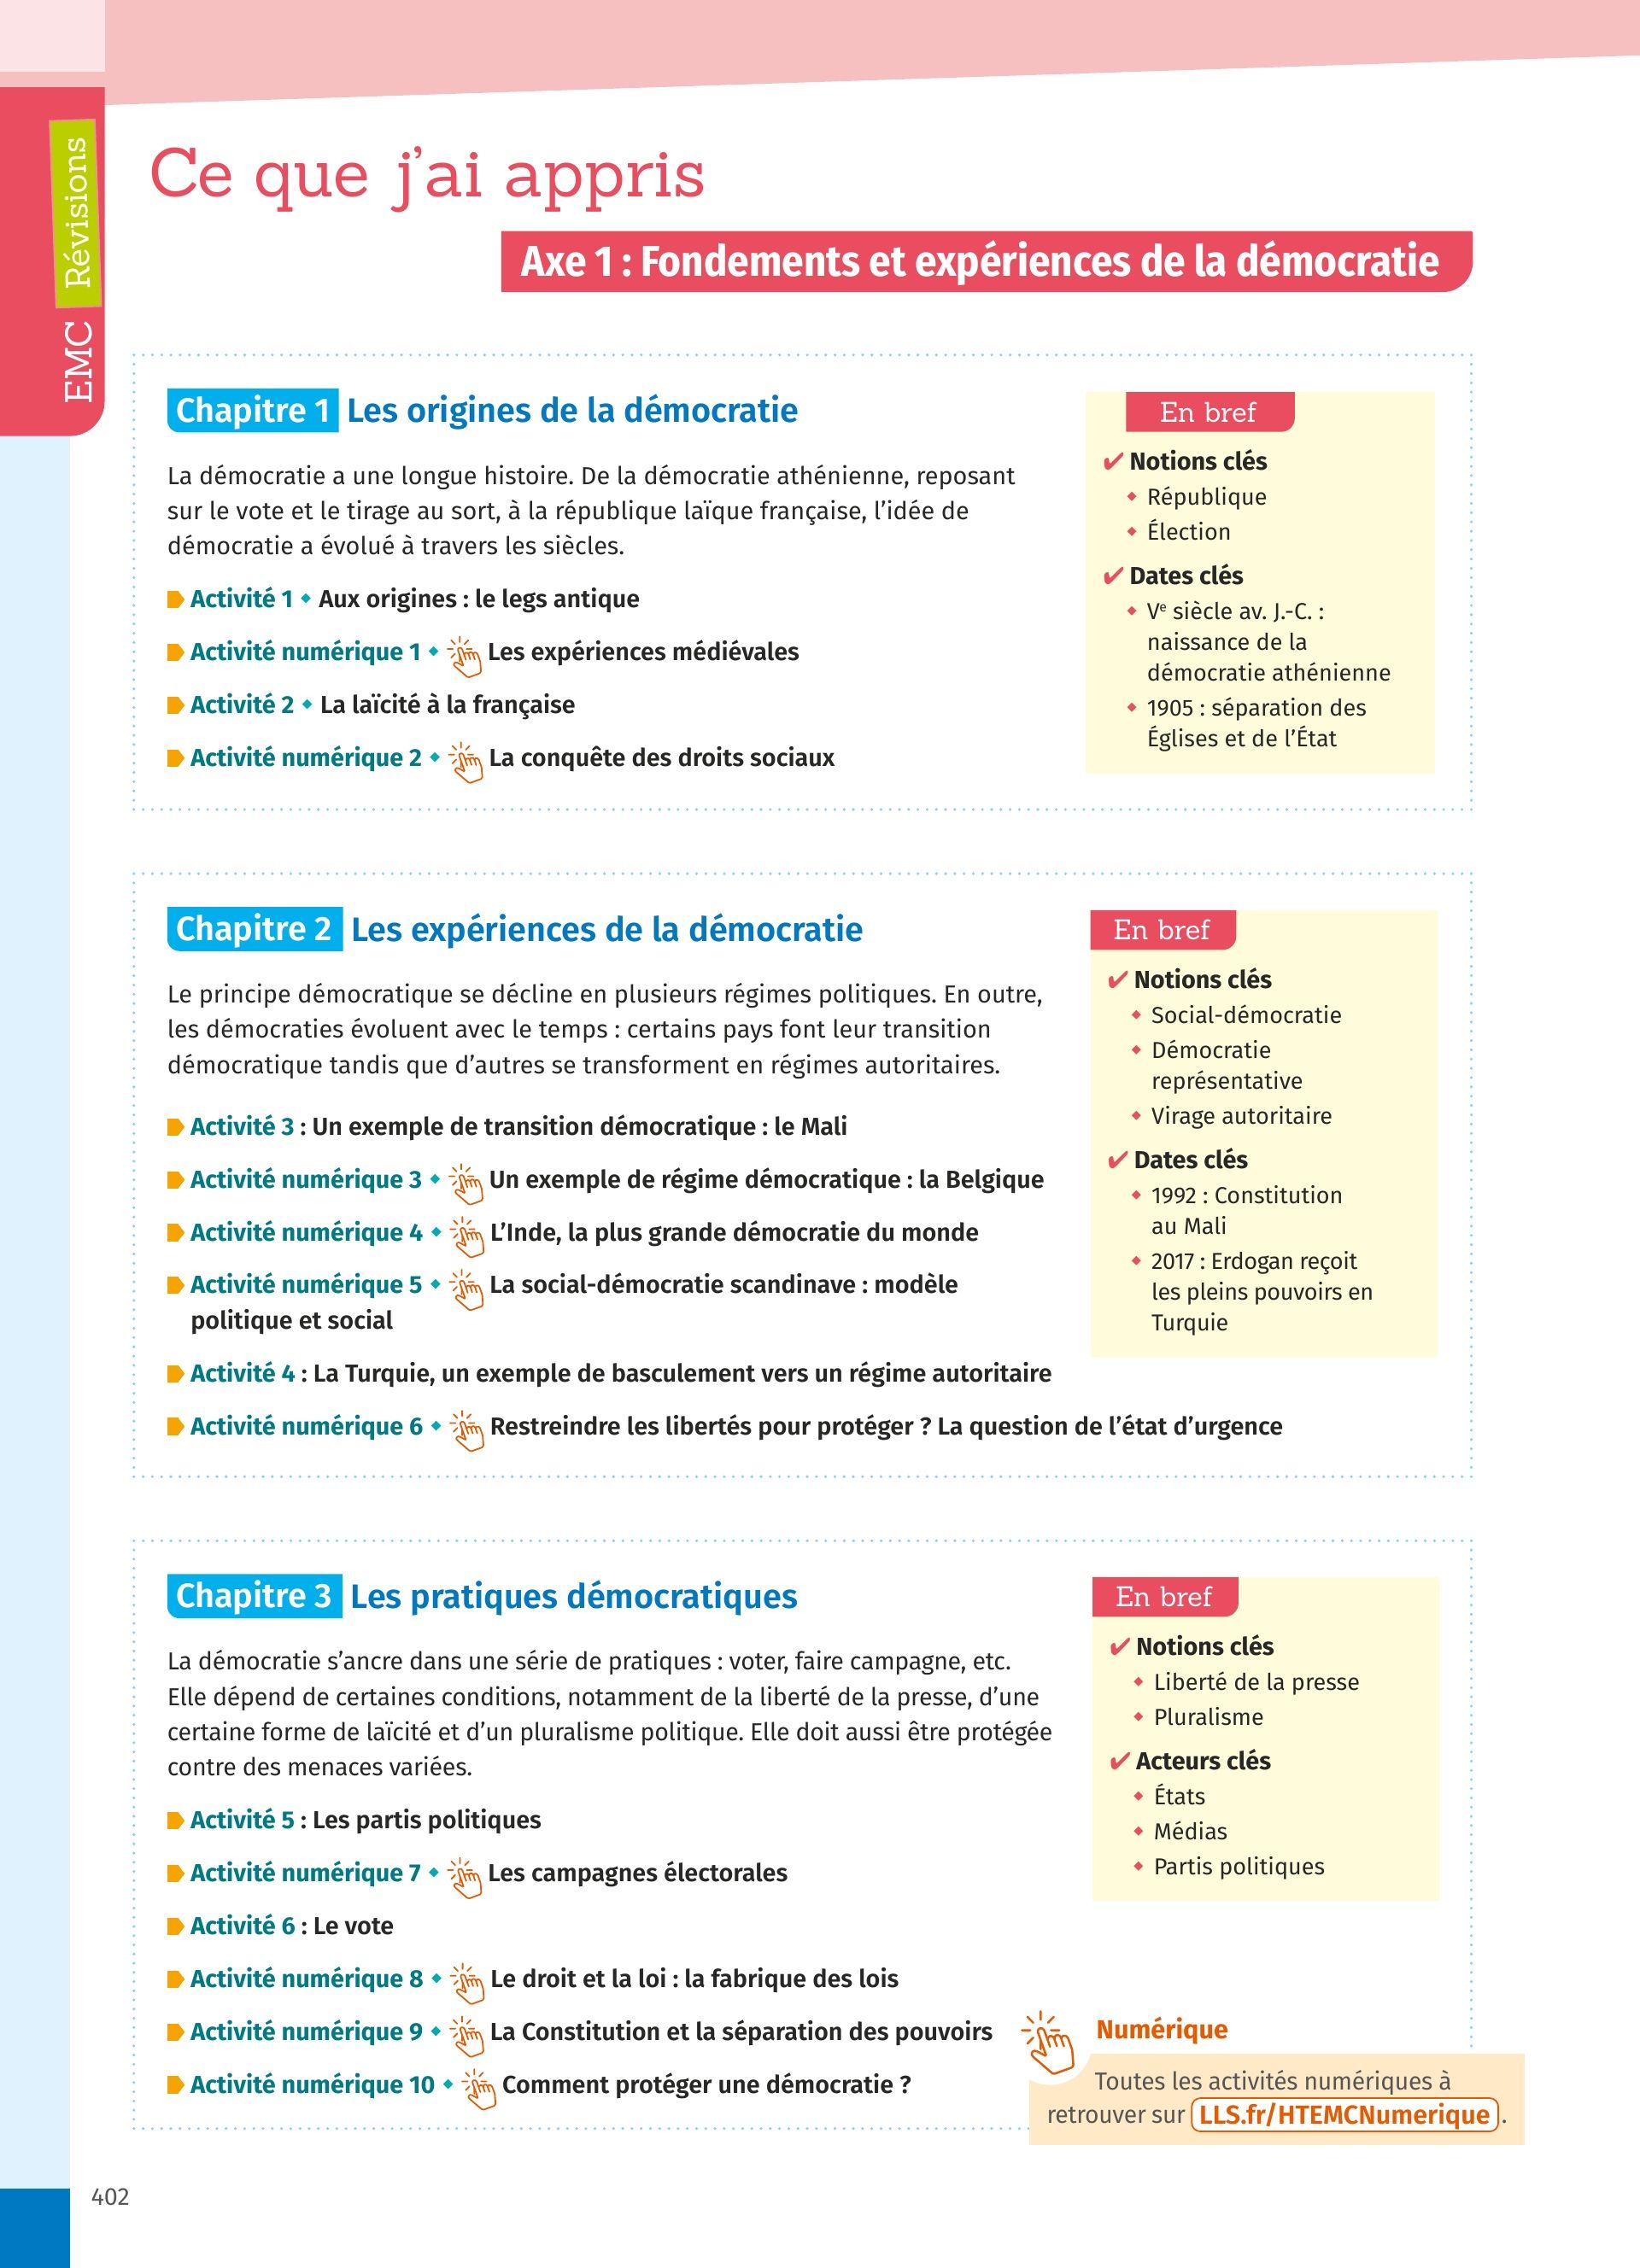 EMC Révisions
Ce que j’ai appris
Axe 1 : Fondements et expériences de la démocratie
Chapitre 1 Les origines de la démocratie
La démocratie a une longue histoire. De la démocratie athénienne, reposant
sur le vote et le tirage au sort, à la république laïque française, l’idée de
démocratie a évolué à travers les siècles.
Activité 1 • Aux origines : le legs antique
Activité numérique 1 • Les expériences médiévales
Activité 2 • La laïcité à la française
Activité numérique 2 • La conquête des droits sociaux
En bref
✔ Notions clés
• République
• Élection
✔ Dates clés
• Ve siècle av. J.-C. :
naissance de la
démocratie athénienne
• 1905 : séparation des
Églises et de l’État
Chapitre 2 Les expériences de la démocratie
Le principe démocratique se décline en plusieurs régimes politiques. En outre,
les démocraties évoluent avec le temps : certains pays font leur transition
démocratique tandis que d’autres se transforment en régimes autoritaires.
Activité 3 : Un exemple de transition démocratique : le Mali
Activité numérique 3 • Un exemple de régime démocratique : la Belgique
Activité numérique 4 • L’Inde, la plus grande démocratie du monde
Activité numérique 5 • La social-démocratie scandinave : modèle
politique et social
Activité 4 : La Turquie, un exemple de basculement vers un régime autoritaire
Activité numérique 6 • Restreindre les libertés pour protéger ? La question de l’état d’urgence
En bref
✔ Notions clés
• Social-démocratie
• Démocratie
représentative
• Virage autoritaire
✔ Dates clés
• 1992 : Constitution
au Mali
• 2017 : Erdogan reçoit
les pleins pouvoirs en
Turquie
Chapitre 3 Les pratiques démocratiques
La démocratie s’ancre dans une série de pratiques : voter, faire campagne, etc.
Elle dépend de certaines conditions, notamment de la liberté de la presse, d’une
certaine forme de laïcité et d’un pluralisme politique. Elle doit aussi être protégée
contre des menaces variées.
Activité 5 : Les partis politiques
Activité numérique 7 • Les campagnes électorales
Activité 6 : Le vote
Activité numérique 8 • Le droit et la loi : la fabrique des lois
Activité numérique 9 • La Constitution et la séparation des pouvoirs
Activité numérique 10 • Comment protéger une démocratie ?
En bref
✔ Notions clés
• Liberté de la presse
• Pluralisme
✔ Acteurs clés
• États
• Médias
• Partis politiques
Numérique
Toutes les activités numériques à
retrouver sur LLS.fr/HTEMCNumerique .
402